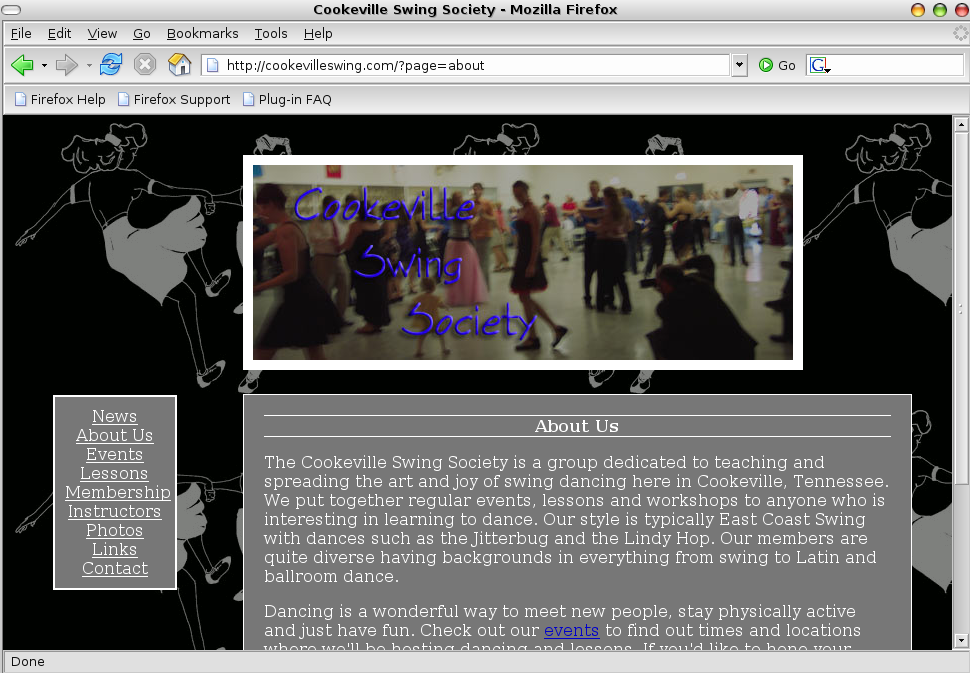 Cookeville Swing Society - Mozilla Firefox
File Edit View Go Bookmarks Tools Help
http://cookevilleswing.com/?page=about Go G
Firefox Help Firefox Support Plug-in FAQ
Cookeville
Swing
Society
News
About Us
Events
Lessons
Membership
Instructors
Photos
Links
Contact
About Us
The Cookeville Swing Society is a group dedicated to teaching and
spreading the art and joy of swing dancing here in Cookeville, Tennessee.
We put together regular events, lessons and workshops to anyone who is
interesting in learning to dance. Our style is typically East Coast Swing
with dances such as the Jitterbug and the Lindy Hop. Our members are
quite diverse having backgrounds in everything from swing to Latin and
ballroom dance.
Dancing is a wonderful way to meet new people, stay physically active
and just have fun. Check out our events to find out times and locations
where we'll be hosting dancing and lessons. If you'd like to hone your
Done